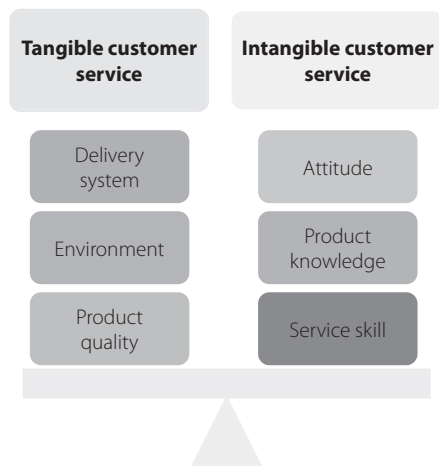 Tangible customer
service
Intangible customer
service
Delivery
system
Attitude
Environment
Product
knowledge
Product
quality
Service skill